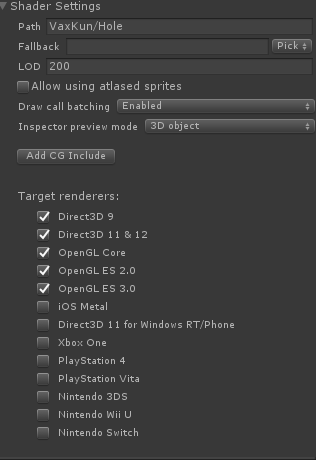 Shader Settings
Path VaxKun/Hole
Fallback Pick
LOD 200
Allow using atlased sprites
Draw call batching Enabled
Inspector preview mode 3D object
Add CG Include
Target renderers:
Direct3D 9
Direct3D 11 & 12
OpenGL Core
OpenGL ES 2.0
OpenGL ES 3.0
iOS Metal
Direct3D 11 for Windows RT/Phone
Xbox One
PlayStation 4
PlayStation Vita
Nintendo 3DS
Nintendo Wii U
Nintendo Switch